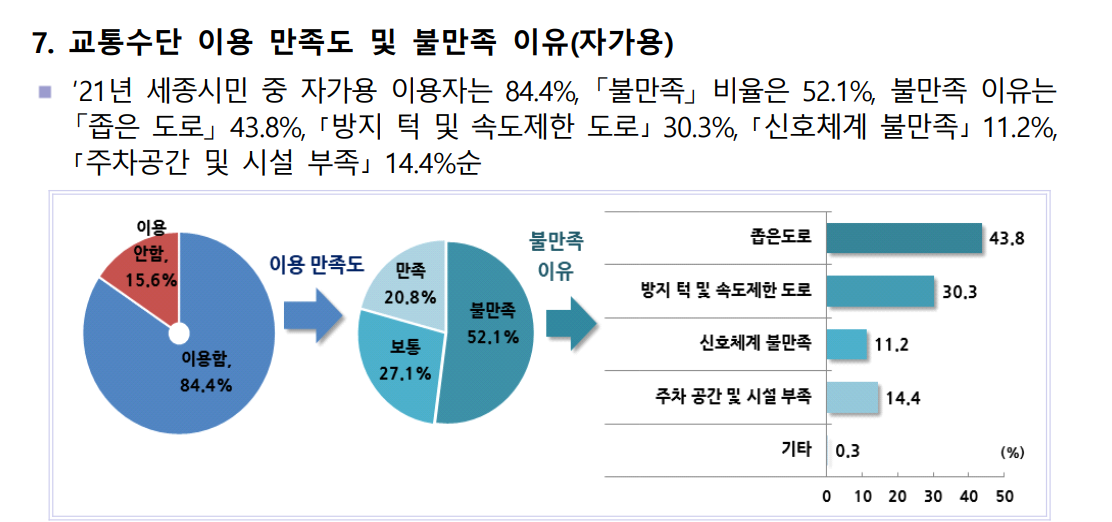 7. 교통수단 이용 만족도 및 불만족 이유(자가용)
■ ‘21년 세종시민 중 자가용 이용자는 84.4%, 「불만족」 비율은 52.1%, 불만족 이유는
「좁은 도로」 43.8%, 「방지 턱 및 속도제한 도로」 30.3%, 「신호체계 불만족」 11.2%,
「주차공간 및 시설 부족」 14.4%순
이용
안함,
15.6%
이용함,
84.4%
이용 만족도
만족
20.8%
보통
27.1%
불만족
52.1%
불만족
이유
좁은도로 43.8
방지 턱 및 속도제한 도로 30.3
신호체계 불만족 11.2
주차 공간 및 시설 부족 14.4
기타 0.3 (%)
0 10 20 30 40 50